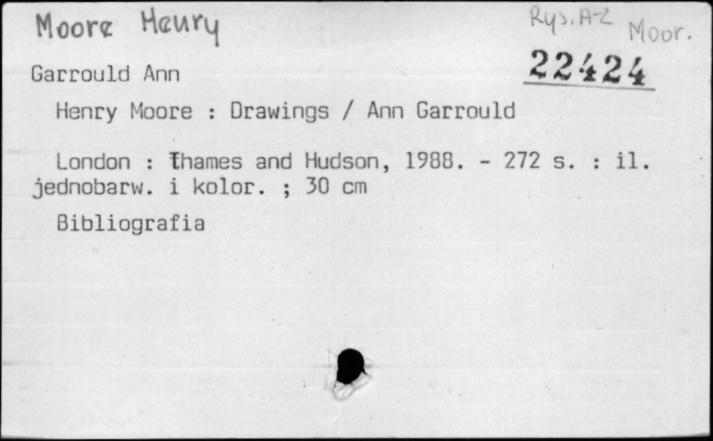 Moore Henry
Rys. A-Z Moor.
22424
Garrould Ann
Henry Moore : Drawings / Ann Garrould
London : thames and Hudson, 1988. - 272 s. : il.
jednobarw. i kolor. ; 30 cm
Bibliografia